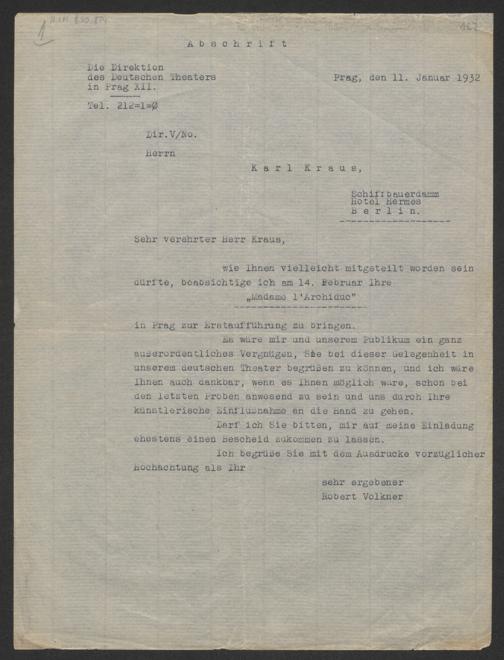 1
162
Abschrift
Die Direktion
des Deutschen Theaters
in Prag XII.
Prag, den 11. Januar 1932
Tel. 212=1=Ø
Dir.V/No.
Herrn
Karl Kraus,
Schiffbauerdamm
Hotel Hermes
Berlin.
Sehr verehrter Herr Kraus,
wie Ihnen vielleicht mitgeteilt worden sein
dürfte, beabsichtige ich am 14. Februar Ihre
„Madame l'Archiduc"
in Prag zur Erstaufführung zu bringen.
Es wäre mir und unserem Publikum ein ganz
außerordentliches Vergnügen, Sie bei dieser Gelegenheit in
unserem deutschen Theater begrüßen zu können, und ich wäre
Ihnen auch dankbar, wenn es Ihnen möglich wäre, schon bei
den letzten Proben anwesend zu sein und uns durch Ihre
künstlerische Einflußnahme an die Hand zu gehen.
Darf ich Sie bitten, mir auf meine Einladung
ehestens einen Bescheid zukommen zu lassen.
Ich begrüße Sie mit dem Ausdrucke vorzüglicher
Hochachtung als Ihr
sehr ergebener
Robert Volkner